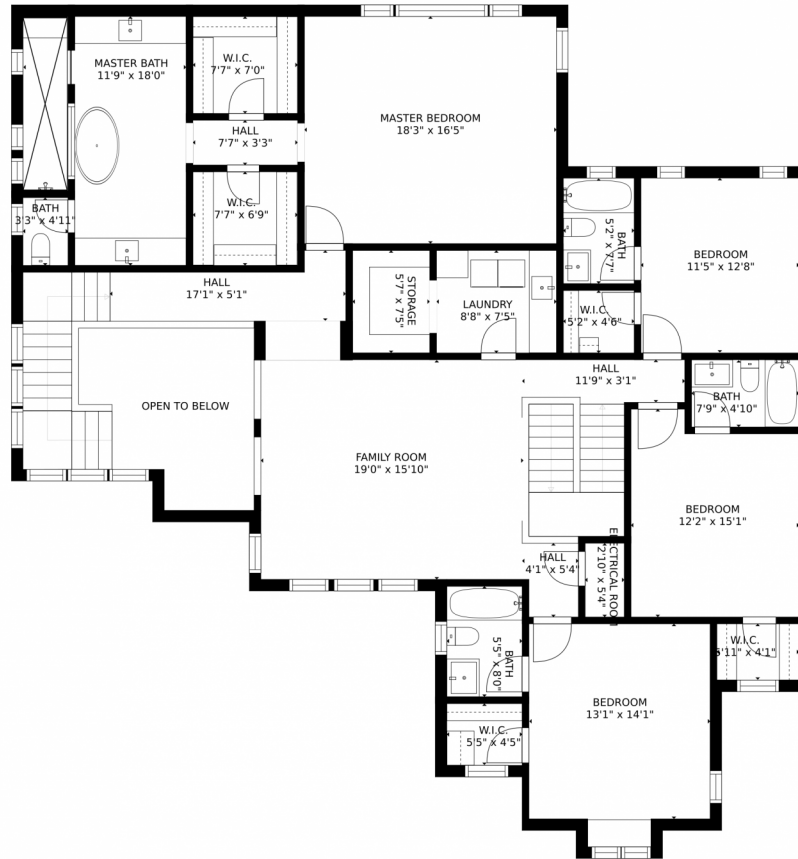 MASTER BATH
11'9" x 18'0"
W.I.C.
7'7" x 7'0"
MASTER BEDROOM
18'3" x 16'5"
HALL
7'7" x 3'3"
W.I.C.
7'7" x 6'9"
BATH
3'3" x 4'11"
BATH
5'2" x 7'7"
BEDROOM
11'5" x 12'8"
HALL
17'1" x 5'1"
STORAGE
5'7" x 7'5"
LAUNDRY
8'8" x 7'5"
W.I.C.
5'2" x 4'6"
HALL
11'9" x 3'1"
BATH
7'9" x 4'10"
OPEN TO BELOW
FAMILY ROOM
19'0" x 15'10"
BEDROOM
12'2" x 15'1"
HALL
4'1" x 5'4"
ELECTRICAL ROOM
2'10" x 5'4"
BATH
5'5" x 8'0"
W.I.C.
5'11" x 4'1"
BEDROOM
13'1" x 14'1"
W.I.C.
5'5" x 4'5"